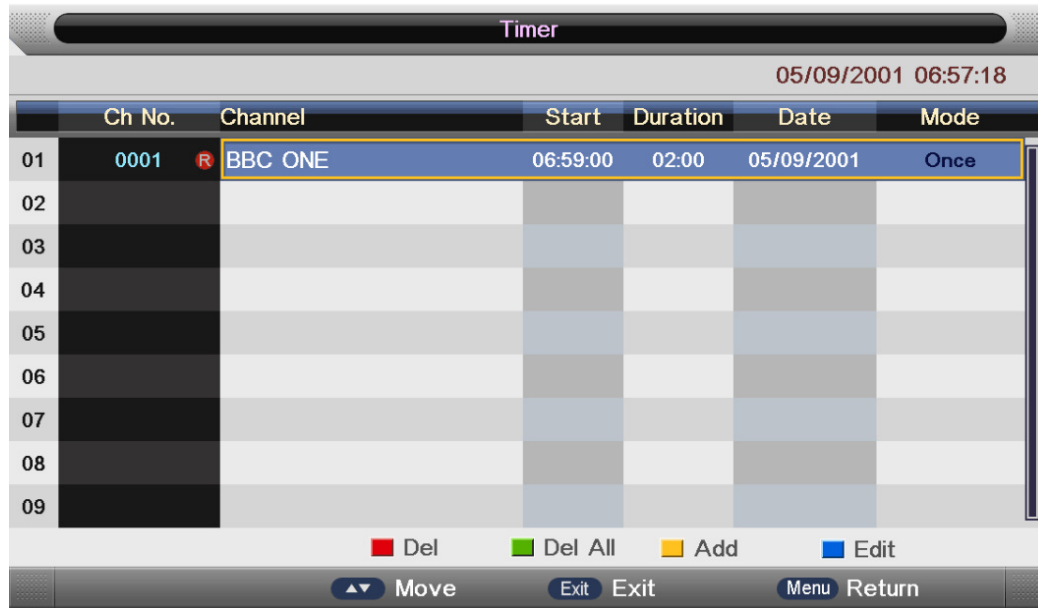 Timer
05/09/2001 06:57:18
Ch No. Channel Start Duration Date Mode
01 0001 R BBC ONE 06:59:00 02:00 05/09/2001 Once
02
03
04
05
06
07
08
09
Del Del All Add Edit
Move Exit Exit Menu Return